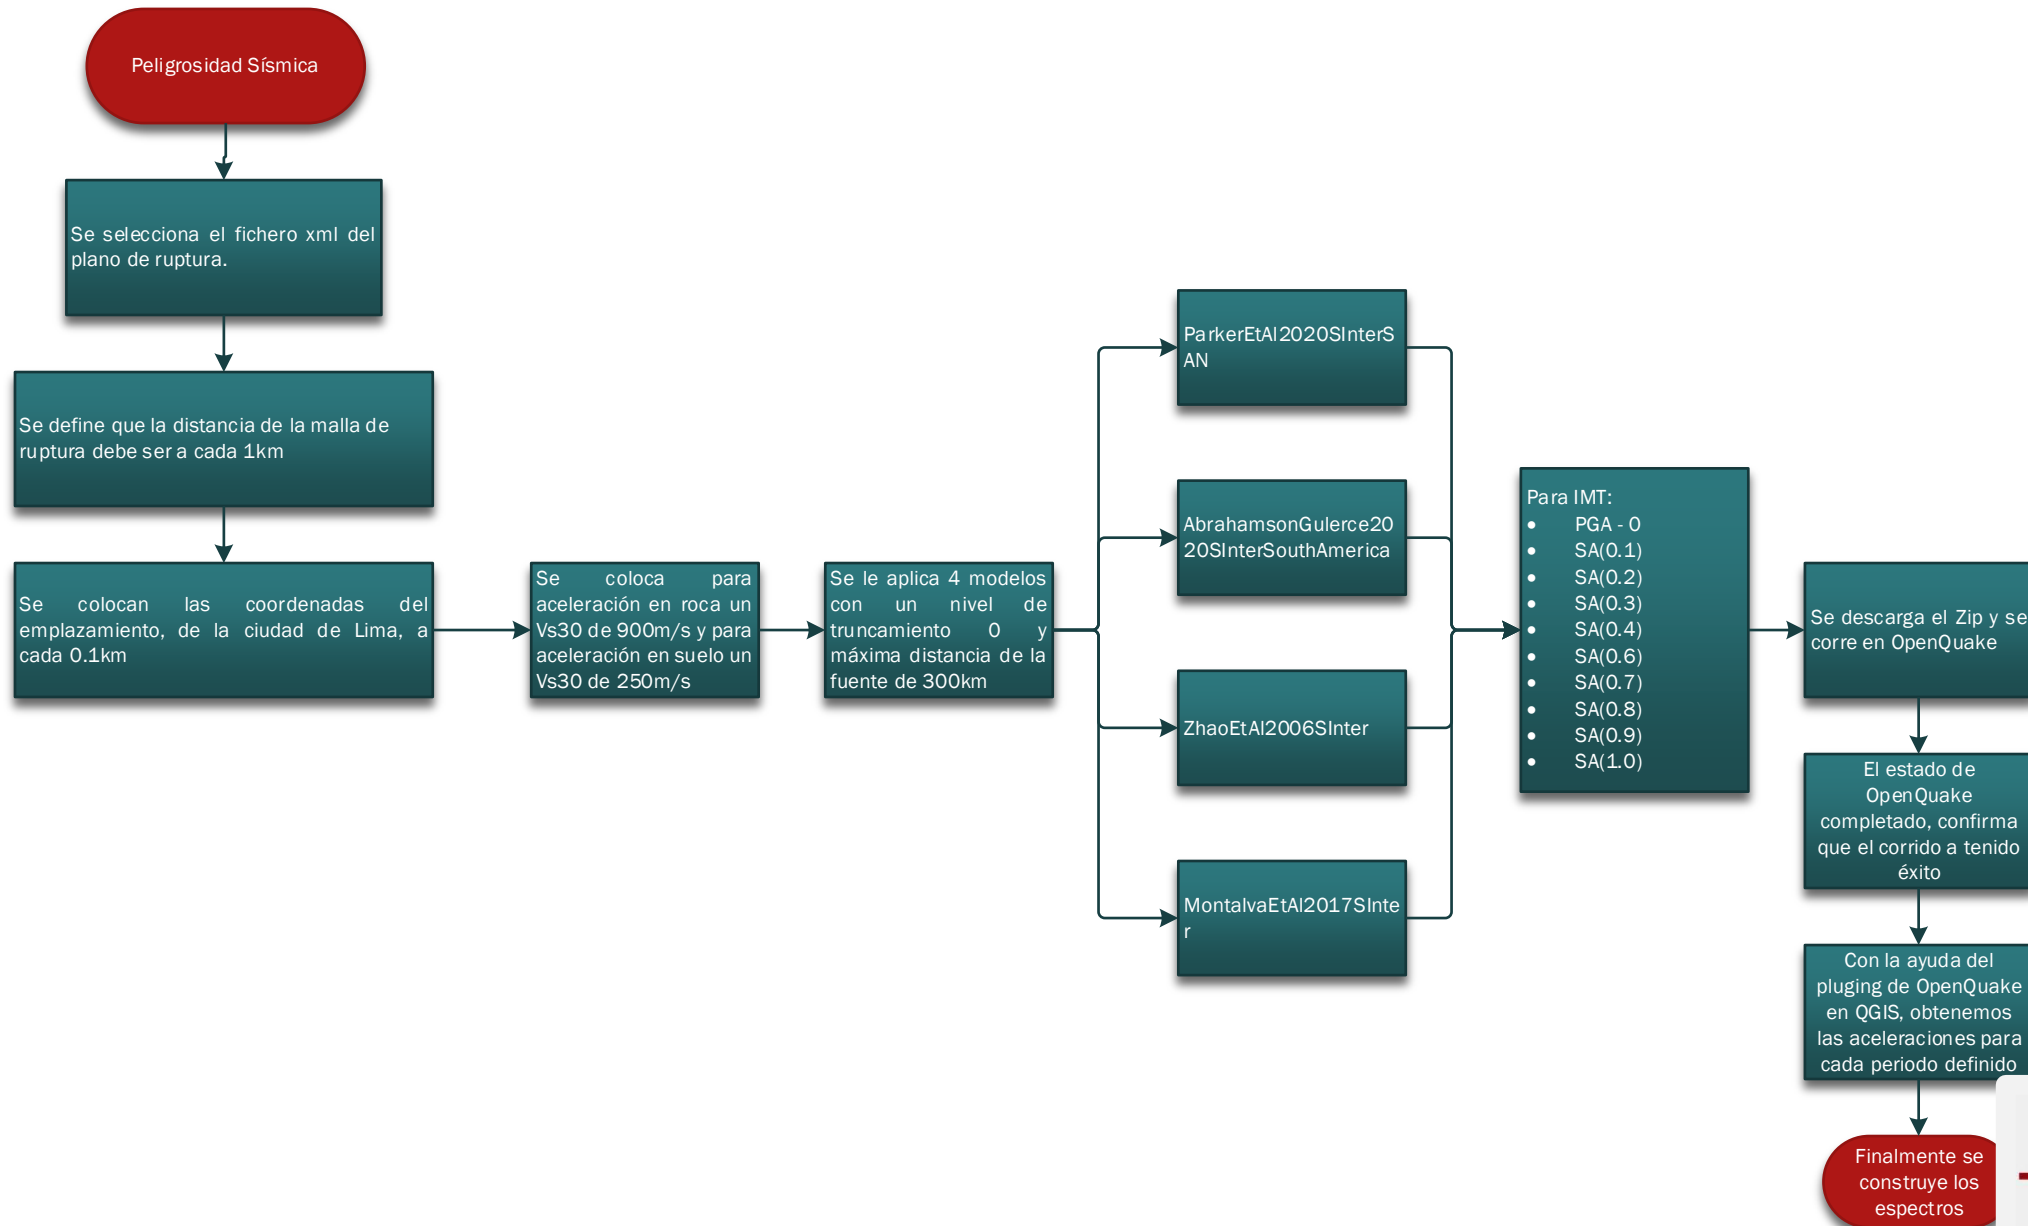 Peligrosidad Sísmica
Se selecciona el fichero xml del
plano de ruptura.
Se define que la distancia de la malla de
ruptura debe ser a cada 1km
Se colocan las coordenadas del
emplazamiento, de la ciudad de Lima, a
cada 0.1km
Se coloca para
aceleración en roca un
Vs30 de 900m/s y para
aceleración en suelo un
Vs30 de 250m/s
Se le aplica 4 modelos
con un nivel de
truncamiento 0 y
máxima distancia de la
fuente de 300km
ParkerEtAl2020SInterS
AN
AbrahamsonGulerce20
20SInterSouthAmerica
ZhaoEtAl2006SInter
MontalvaEtAl2017SInte
r
Para IMT:
• PGA - 0
• SA(0.1)
• SA(0.2)
• SA(0.3)
• SA(0.4)
• SA(0.6)
• SA(0.7)
• SA(0.8)
• SA(0.9)
• SA(1.0)
Se descarga el Zip y se
corre en OpenQuake
El estado de
OpenQuake
completado, confirma
que el corrido a tenido
éxito
Con la ayuda del
pluging de OpenQuake
en QGIS, obtenemos
las aceleraciones para
cada periodo definido
Finalmente se
construye los
espectros